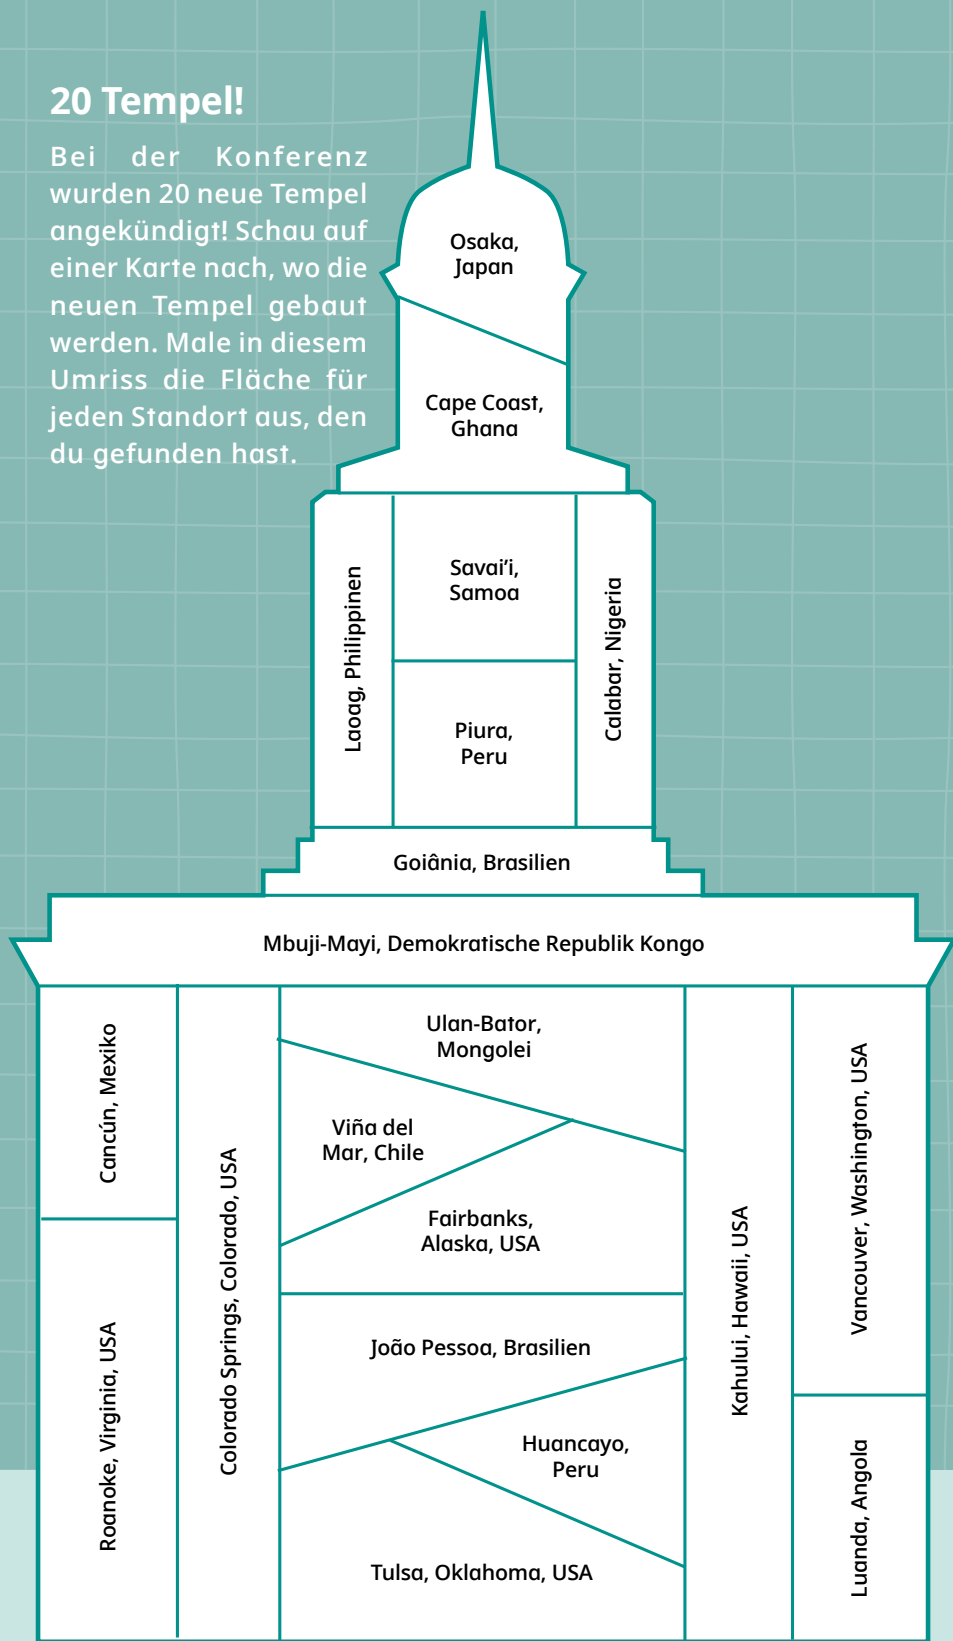 20 Tempel!
Bei der Konferenz
wurden 20 neue Tempel
angekündigt! Schau auf
einer Karte nach, wo die
neuen Tempel gebaut
werden. Male in diesem
Umriss die Fläche für
jeden Standort aus, den
du gefunden hast.
Osaka,
Japan
Cape Coast,
Ghana
Laoag, Philippinen
Savai’i,
Samoa
Piura,
Peru
Calabar, Nigeria
Goiânia, Brasilien
Mbuji-Mayi, Demokratische Republik Kongo
Cancún, Mexiko
Roanoke, Virginia, USA
Colorado Springs, Colorado, USA
Ulan-Bator,
Mongolei
Viña del
Mar, Chile
Fairbanks,
Alaska, USA
João Pessoa, Brasilien
Huancayo,
Peru
Tulsa, Oklahoma, USA
Kahului, Hawaii, USA
Vancouver, Washington, USA
Luanda, Angola